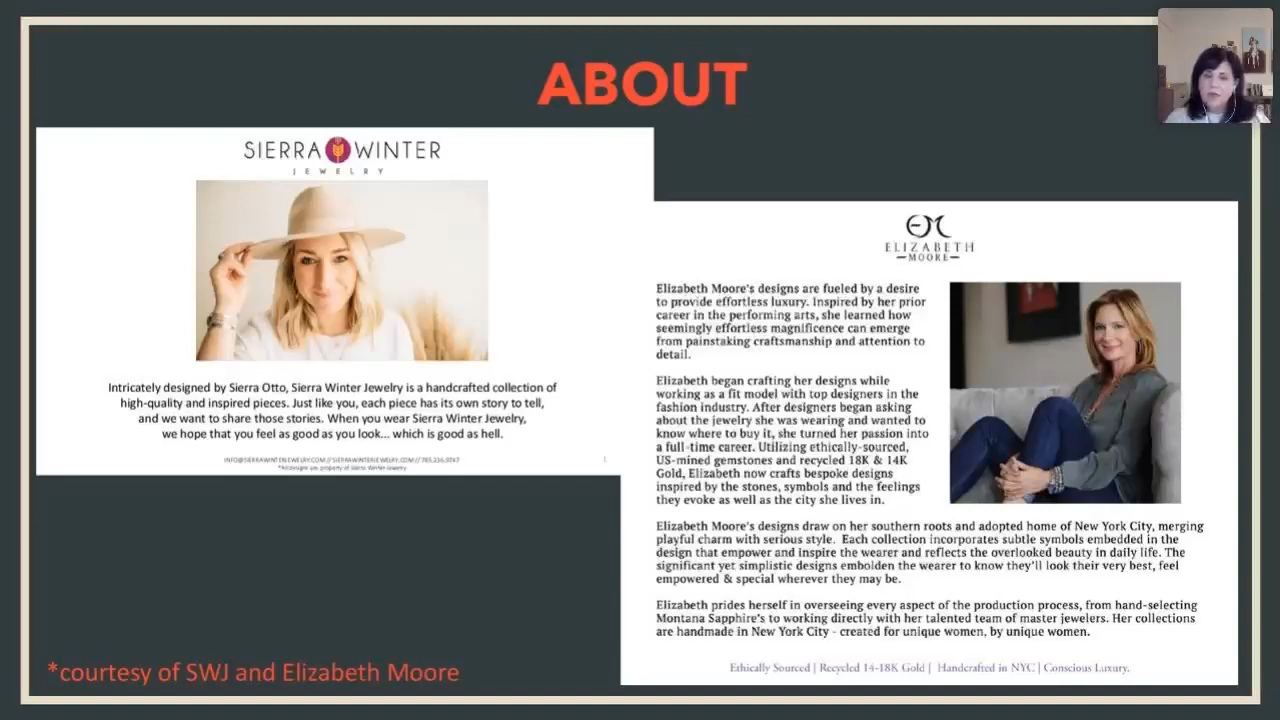 ABOUT
SIERRA WINTER
JEWELRY
Intricately designed by Sierra Otto, Sierra Winter Jewelry is a handcrafted collection of
high-quality and inspired pieces. Just like you, each piece has its own story to tell,
and we want to share those stories. When you wear Sierra Winter Jewelry,
we hope that you feel as good as you look... which is good as hell.
INFO@SIERRAWINTERJEWELRY.COM // SIERRAWINTERJEWELRY.COM //
*All designs are property of Sierra Winter Jewelry
1
EM
ELIZABETH
MOORE
Elizabeth Moore's designs are fueled by a desire
to provide effortless luxury. Inspired by her prior
career in the performing arts, she learned how
seemingly effortless magnificence can emerge
from painstaking craftsmanship and attention to
detail.
Elizabeth began crafting her designs while
working as a fit model with top designers in the
fashion industry. After designers began asking
about the jewelry she was wearing and wanted to
know where to buy it, she turned her passion into
a full-time career. Utilizing ethically-sourced,
US-mined gemstones and recycled 18K & 14K
Gold, Elizabeth now crafts bespoke designs
inspired by the stones, symbols and the feelings
they evoke as well as the city she lives in.
Elizabeth Moore's designs draw on her southern roots and adopted home of New York City, merging
playful charm with serious style. Each collection incorporates subtle symbols embedded in the
design that empower and inspire the wearer and reflects the overlooked beauty in daily life. The
significant yet simplistic designs embolden the wearer to know they'll look their very best, feel
empowered & special wherever they may be.
Elizabeth prides herself in overseeing every aspect of the production process, from hand-selecting
Montana Sapphire's to working directly with her talented team of master jewelers. Her collections
are handmade in New York City - created for unique women, by unique women.
Ethically Sourced | Recycled 14-18K Gold | Handcrafted in NYC | Conscious Luxury.
*courtesy of SWJ and Elizabeth Moore